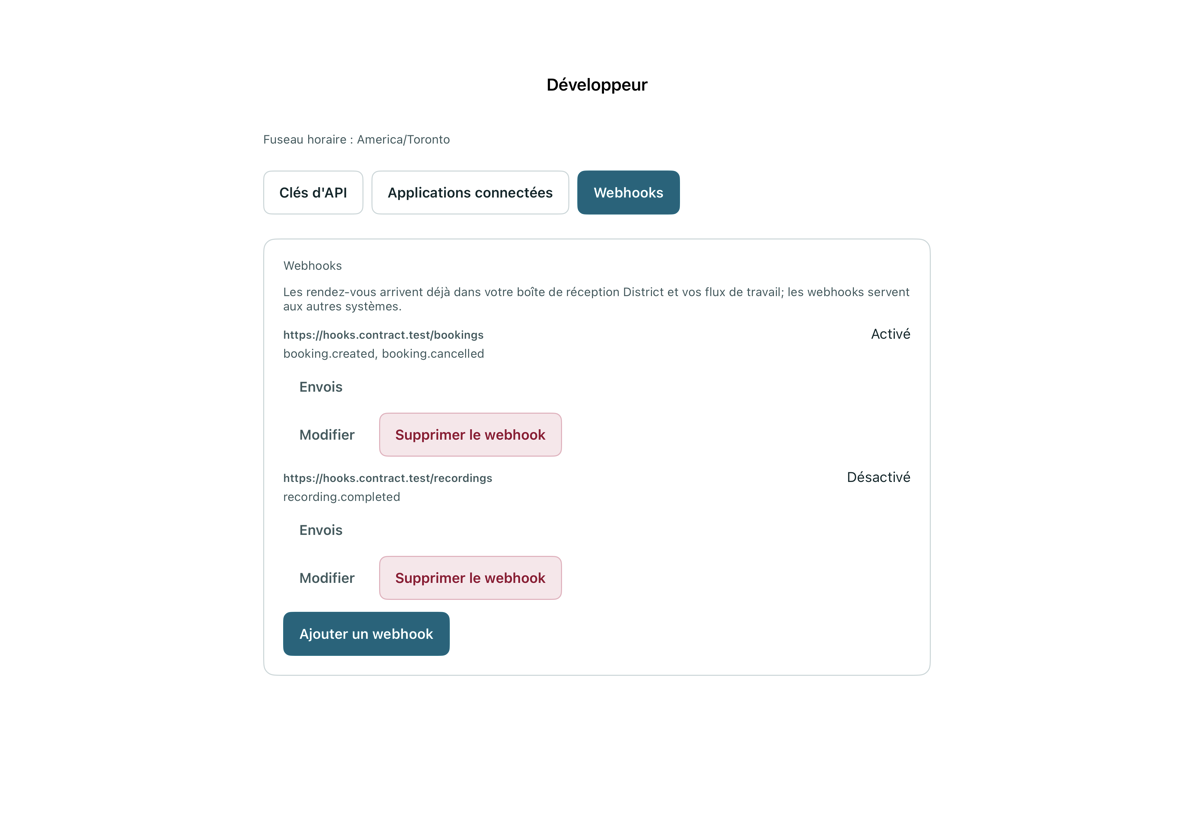 Développeur
Fuseau horaire : America/Toronto
Clés d'API
Applications connectées
Webhooks
Webhooks
Les rendez-vous arrivent déjà dans votre boîte de réception District et vos flux de travail; les webhooks servent
aux autres systèmes.
https://hooks.contract.test/bookings
Activé
booking.created, booking.cancelled
Envois
Modifier
Supprimer le webhook
https://hooks.contract.test/recordings
Désactivé
recording.completed
Envois
Modifier
Supprimer le webhook
Ajouter un webhook